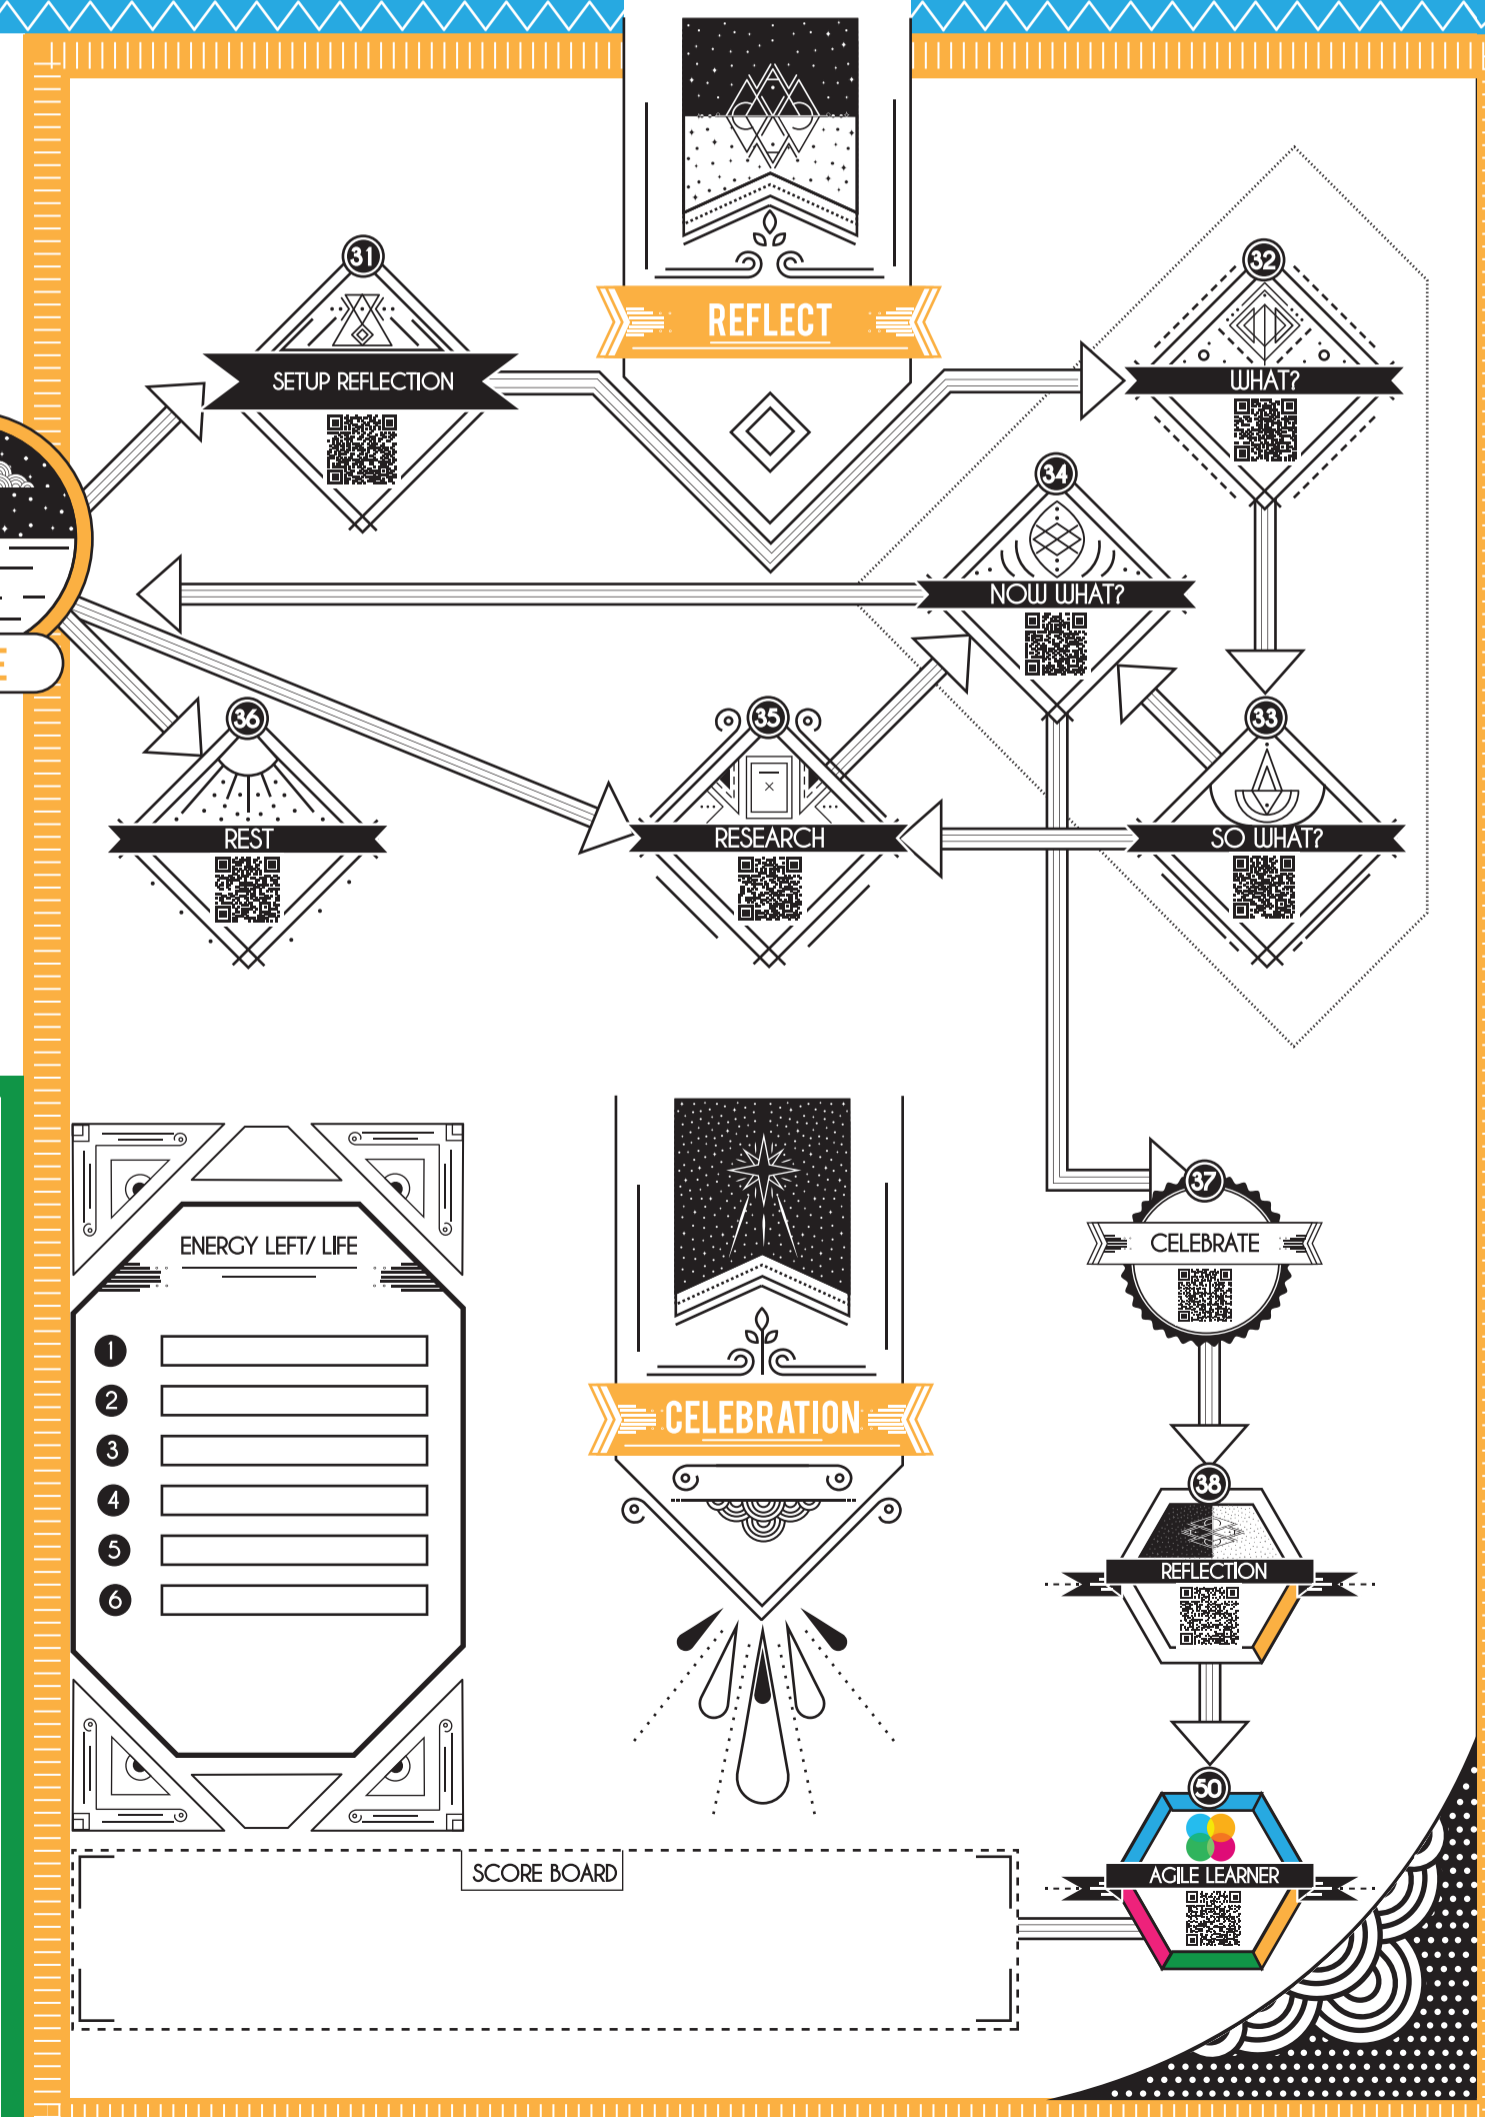 REFLECT
31
SETUP REFLECTION
32
WHAT?
34
NOW WHAT?
E
36
REST
35
RESEARCH
33
SO WHAT?
ENERGY LEFT/ LIFE
1
2
3
4
5
6
CELEBRATION
37
CELEBRATE
38
REFLECTION
50
AGILE LEARNER
SCORE BOARD